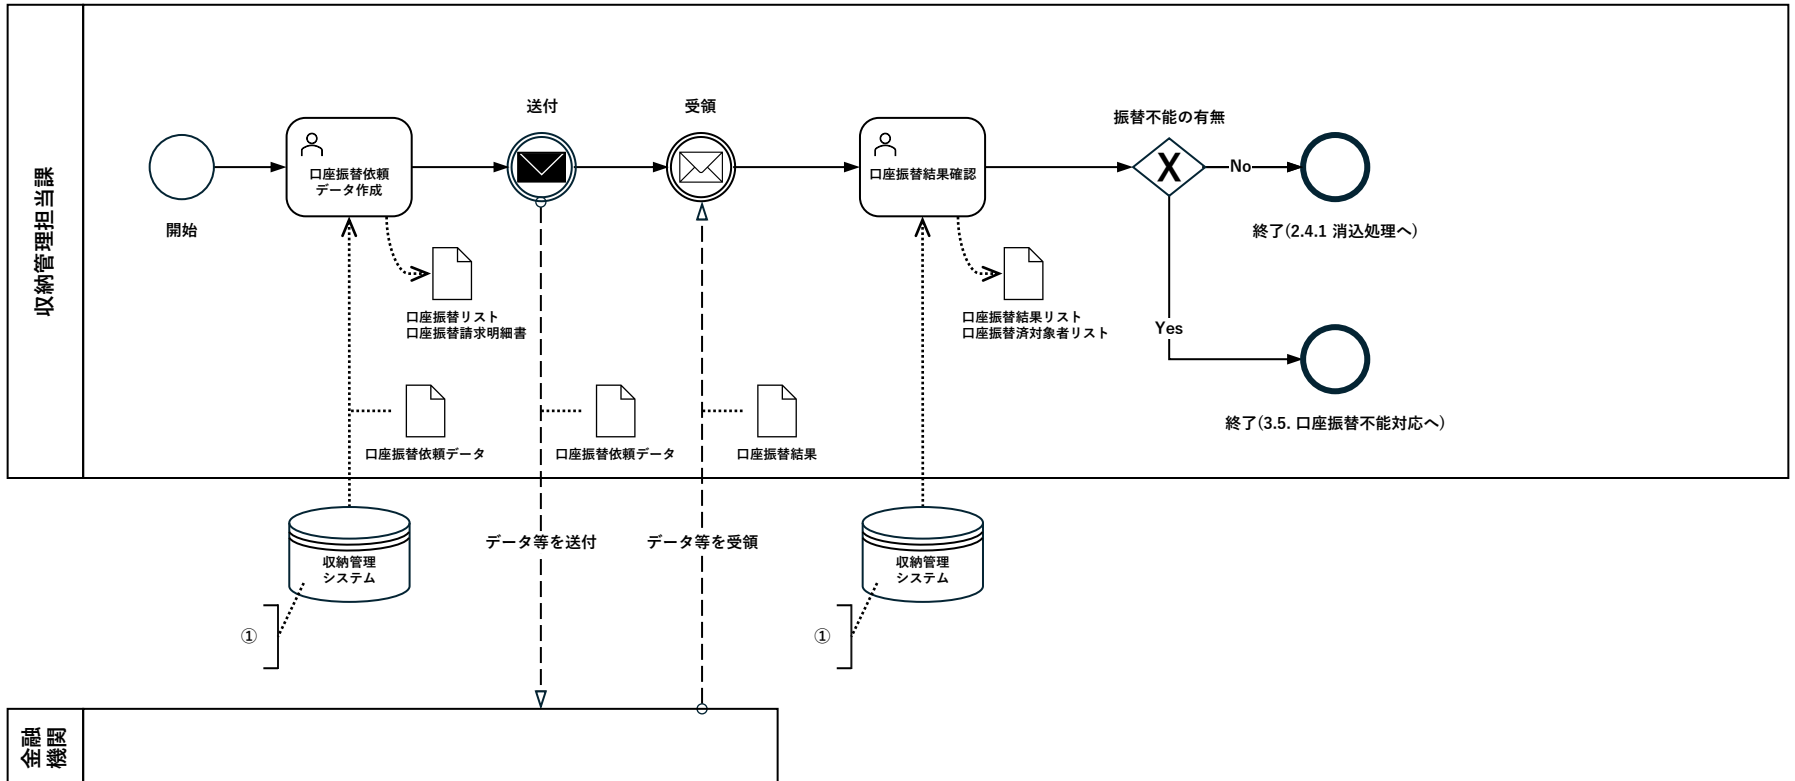 収納管理担当課
開始
口座振替依頼
データ作成
送付
受領
口座振替結果確認
振替不能の有無
X
No
終了(2.4.1 消込処理へ)
Yes
終了(3.5. 口座振替不能対応へ)
口座振替リスト
口座振替請求明細書
口座振替結果リスト
口座振替済対象者リスト
口座振替依頼データ
口座振替依頼データ
口座振替結果
収納管理
システム
①
データ等を送付
データ等を受領
収納管理
システム
①
金融
機関